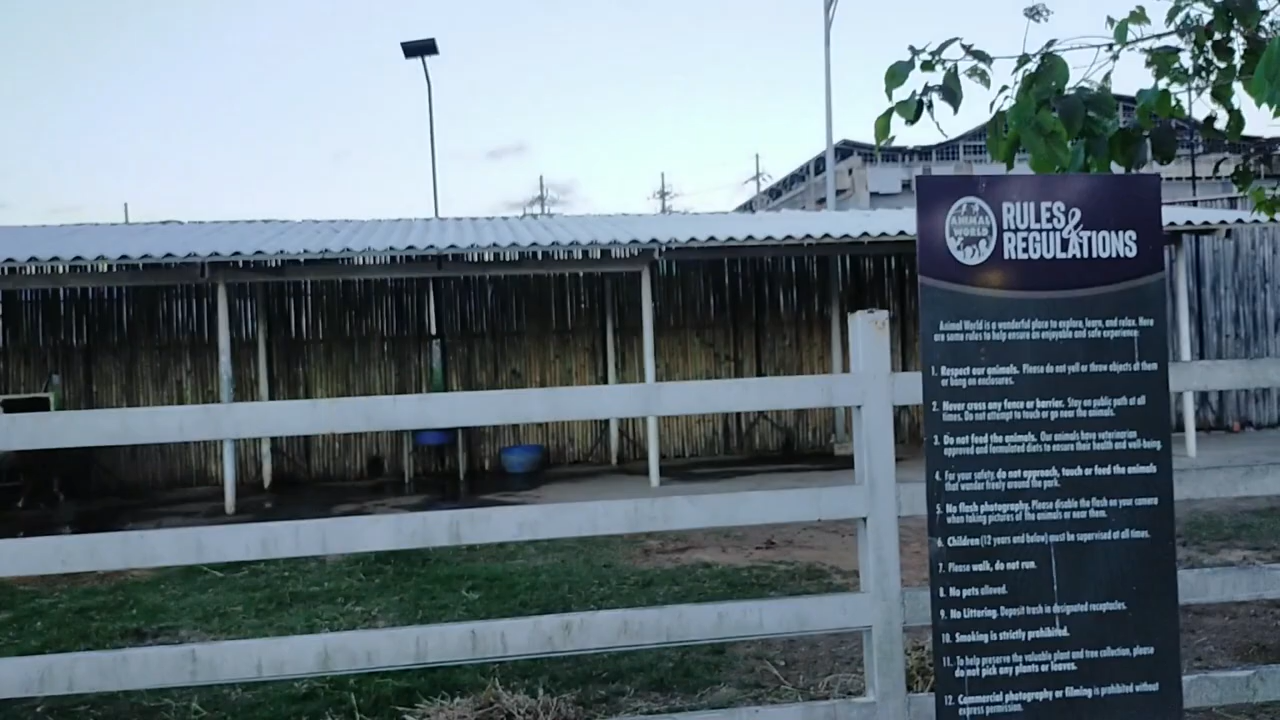 ANIMAL
WORLD
RULES &
REGULATIONS
Animal World is a wonderful place to explore, learn, and relax. Here
are some rules to help ensure an enjoyable and safe experience:
1. Respect our animals. Please do not yell or throw objects at them
or bang on enclosures.
2. Never cross any fence or barrier. Stay on public path at all
times. Do not attempt to touch or go near the animals.
3. Do not feed the animals. Our animals have veterinarian
approved and formulated diets to ensure their health and well-being.
4. For your safety, do not approach, touch or feed the animals
that wander freely around the park.
5. No flash photography. Please disable the flash on your camera
when taking pictures of the animals or near them.
6. Children (12 years and below) must be supervised at all times.
7. Please walk, do not run.
8. No pets allowed.
9. No Littering. Deposit trash in designated receptacles.
10. Smoking is strictly prohibited.
11. To help preserve the valuable plant and tree collection, please
do not pick any plants or leaves.
12. Commercial photography or filming is prohibited without
express permission.